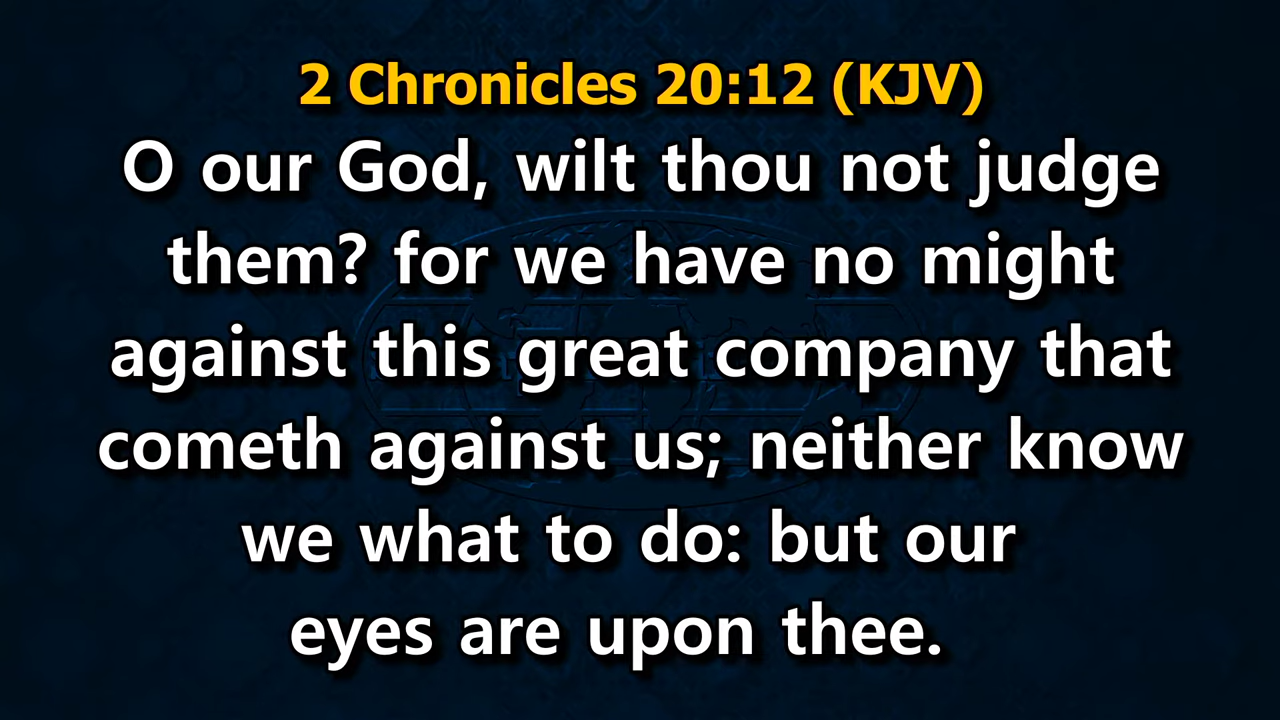 2 Chronicles 20:12 (KJV)
O our God, wilt thou not judge
them? for we have no might
against this great company that
cometh against us; neither know
we what to do: but our
eyes are upon thee.